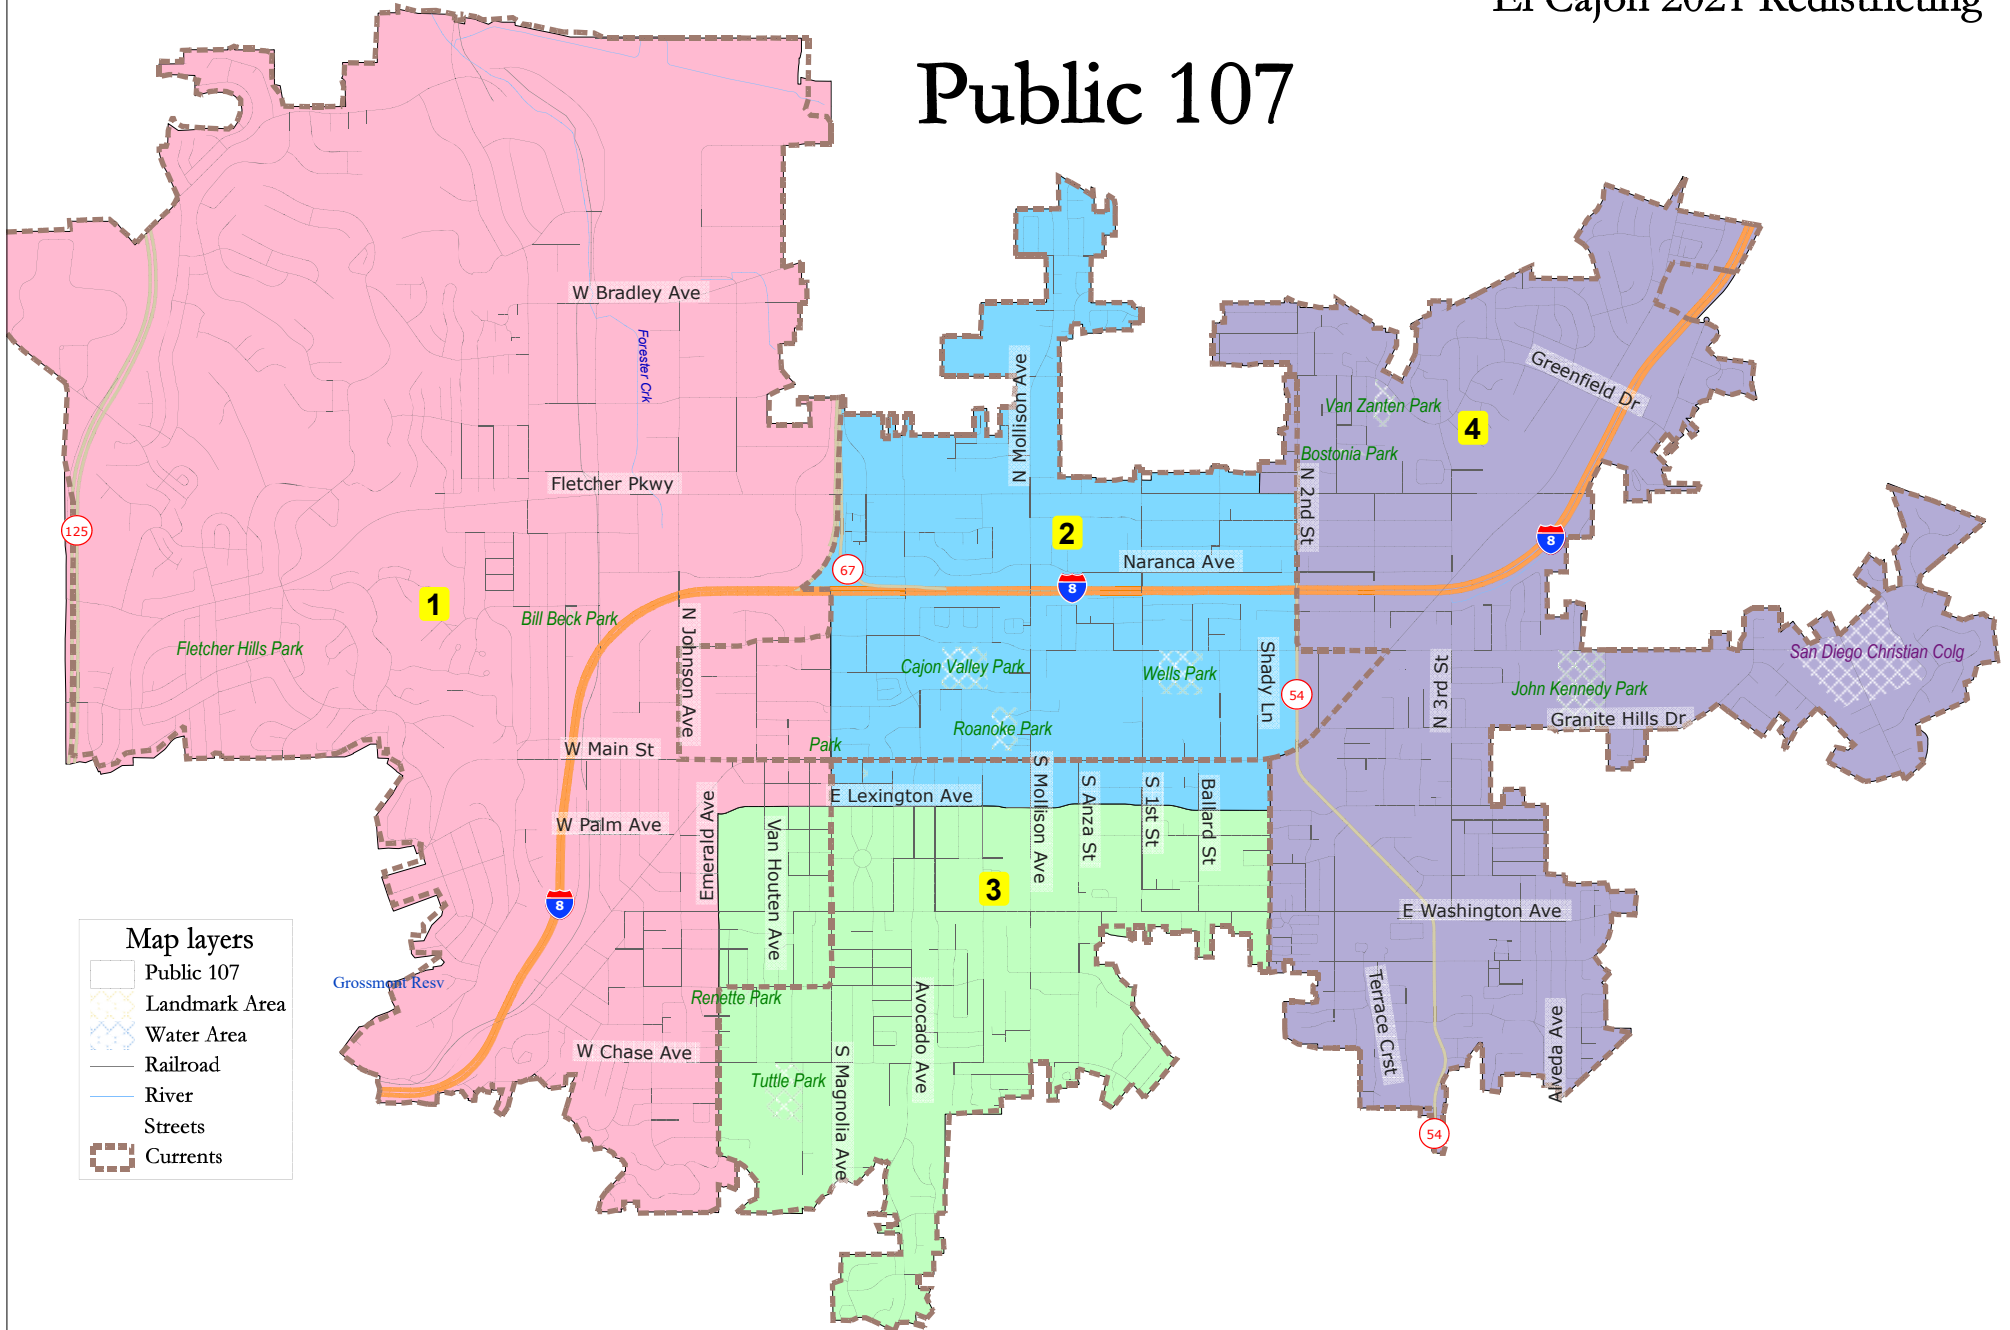 El Cajon 2021 Redistricting
Public 107
W Bradley Ave
Forester Crk
N Mollison Ave
Greenfield Dr
Van Zanten Park
4
Bostonia Park
Fletcher Pkwy
N 2nd St
125
2
8
Naranca Ave
67
8
1
Bill Beck Park
N Johnson Ave
Fletcher Hills Park
Cajon Valley Park
Wells Park
Shady Ln
54
N 3rd St
San Diego Christian Colg
John Kennedy Park
Granite Hills Dr
Roanoke Park
Park
W Main St
E Lexington Ave
S Mollison Ave
S Anza St
S 1st St
Ballard St
Emerald Ave
W Palm Ave
Van Houten Ave
3
8
E Washington Ave
Map layers
Public 107
Landmark Area
Water Area
Railroad
River
Streets
Currents
Grossmont Resv
Renette Park
Avocado Ave
Terrace Crst
Alveda Ave
W Chase Ave
Tuttle Park
S Magnolia Ave
54